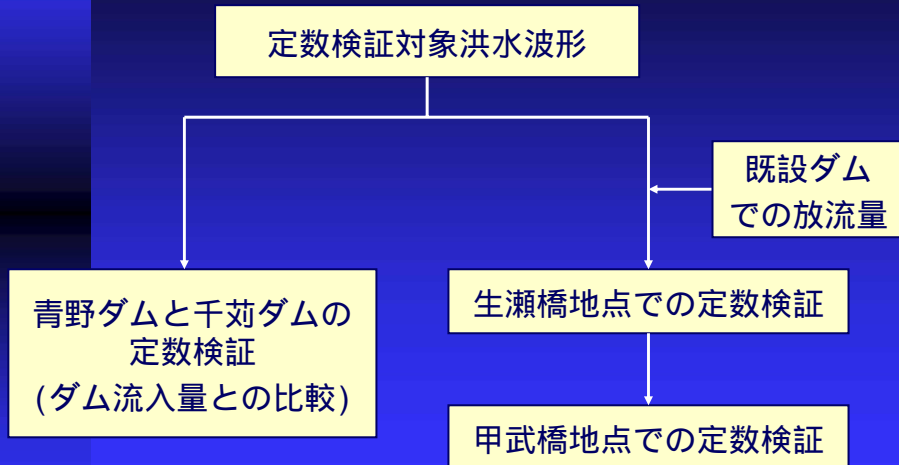 定数検証対象洪水波形
既設ダム
での放流量
青野ダムと千苅ダムの
定数検証
(ダム流入量との比較)
生瀬橋地点での定数検証
甲武橋地点での定数検証